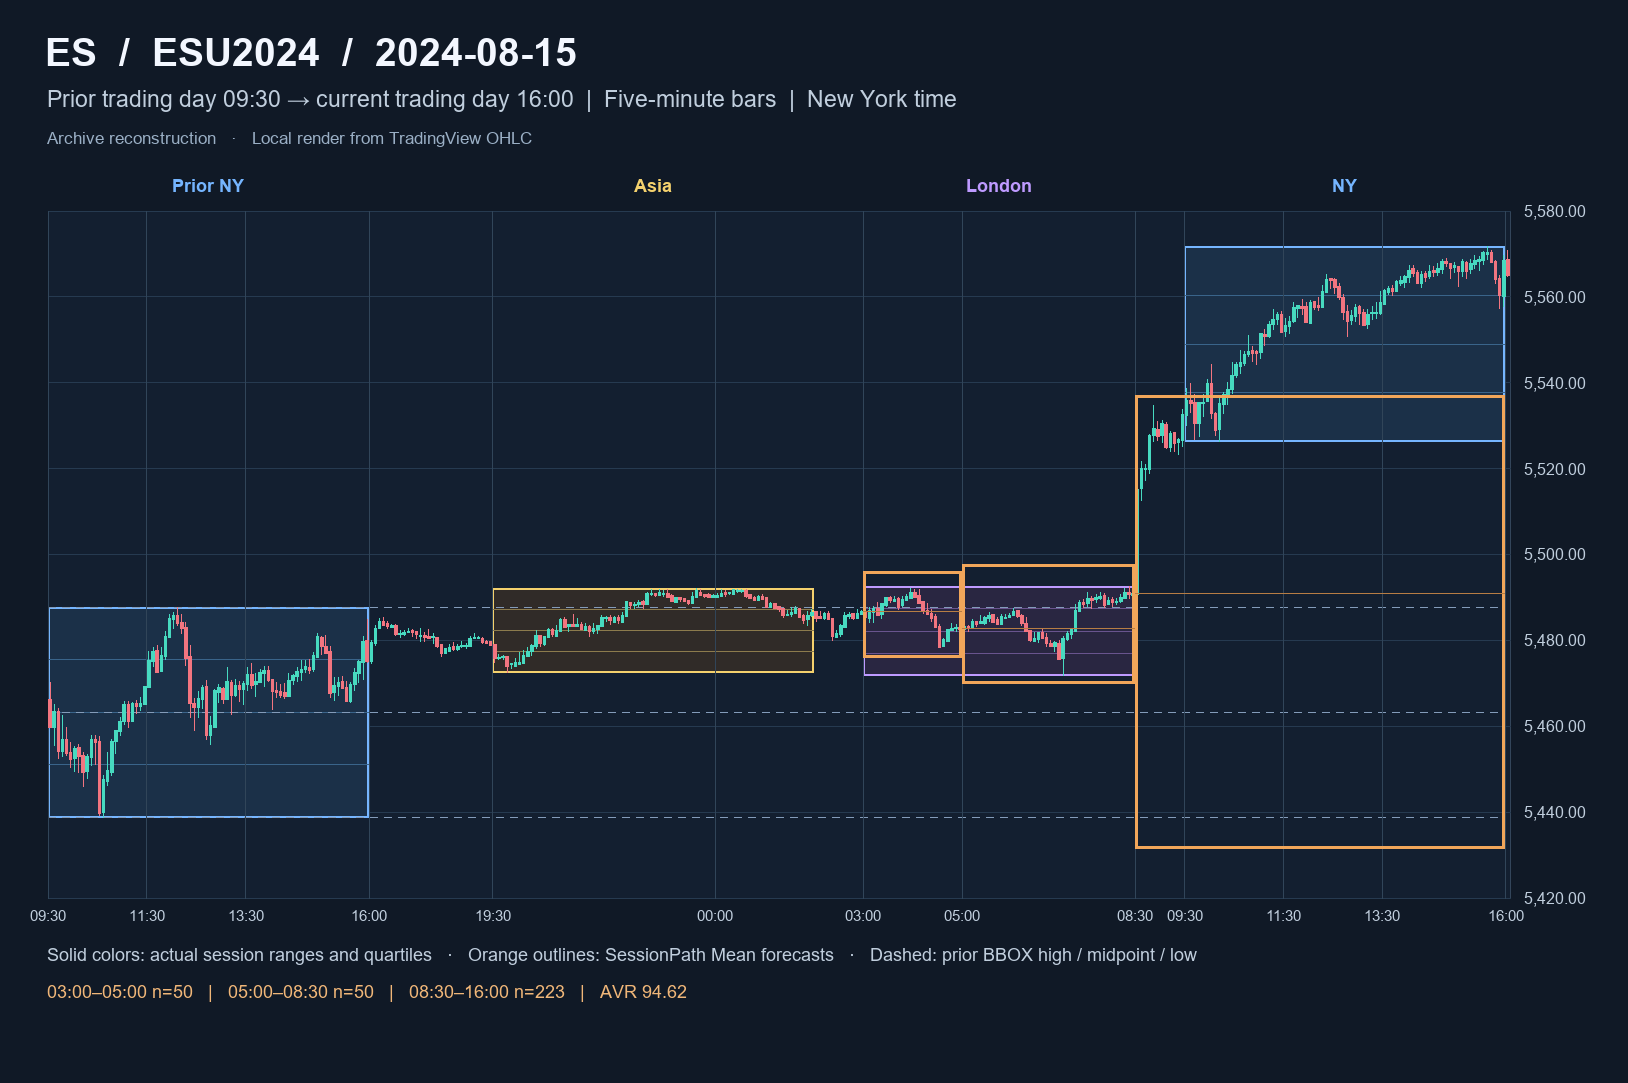 ES / ESU2024 / 2024-08-15
Prior trading day 09:30 → current trading day 16:00 | Five-minute bars | New York time
Archive reconstruction · Local render from TradingView OHLC
Prior NY Asia London NY
5,580.00
5,560.00
5,540.00
5,520.00
5,500.00
5,480.00
5,460.00
5,440.00
5,420.00
09:30 11:30 13:30 16:00 19:30 00:00 03:00 05:00 08:30 09:30 11:30 13:30 16:00
Solid colors: actual session ranges and quartiles · Orange outlines: SessionPath Mean forecasts · Dashed: prior BBOX high / midpoint / low
03:00–05:00 n=50 | 05:00–08:30 n=50 | 08:30–16:00 n=223 | AVR 94.62